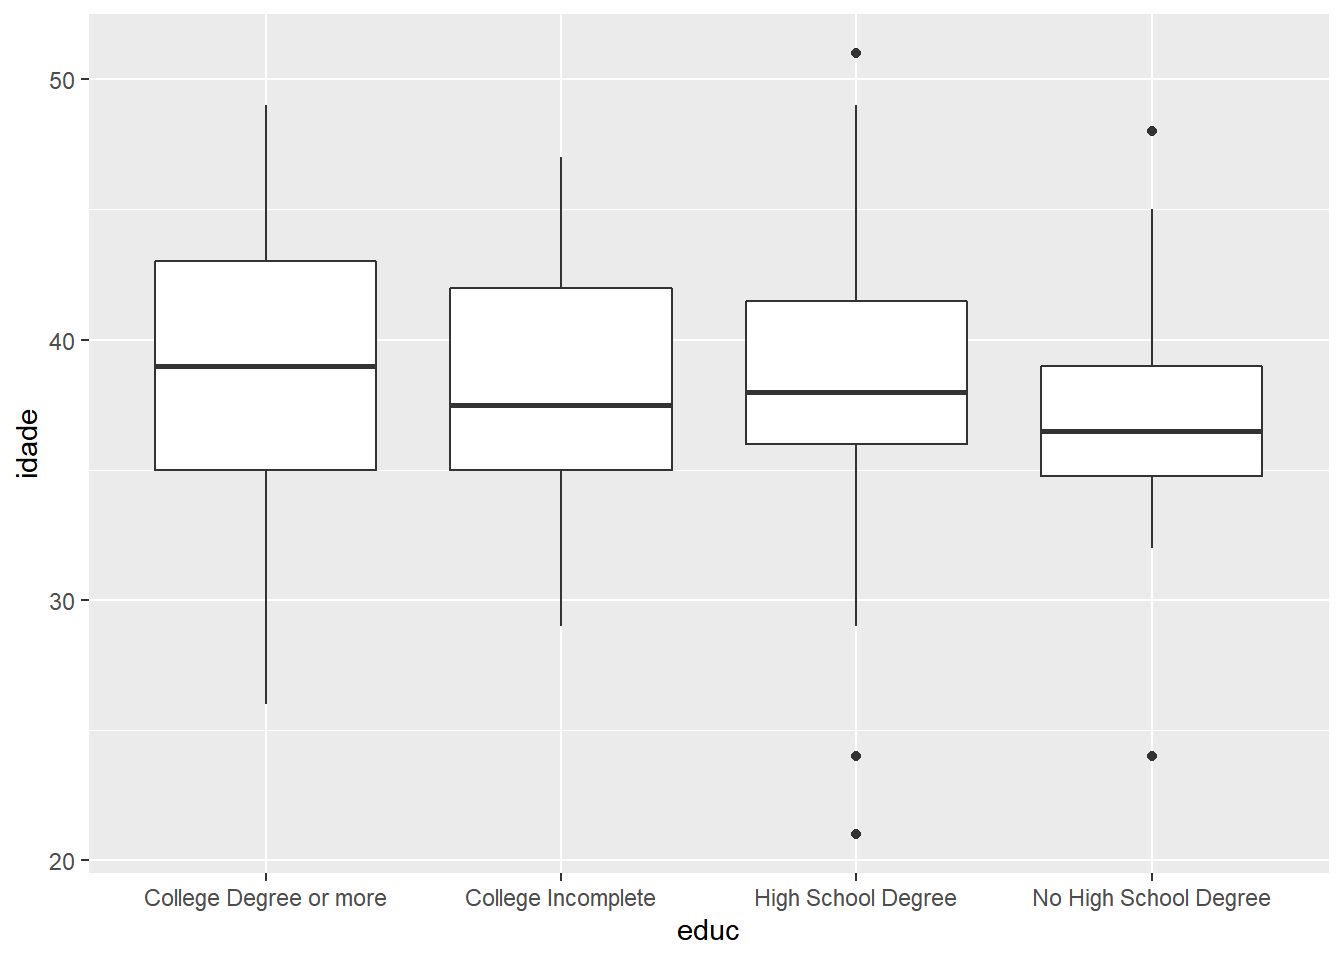 50
40
30
20
idade
College Degree or more
College Incomplete
High School Degree
No High School Degree
educ